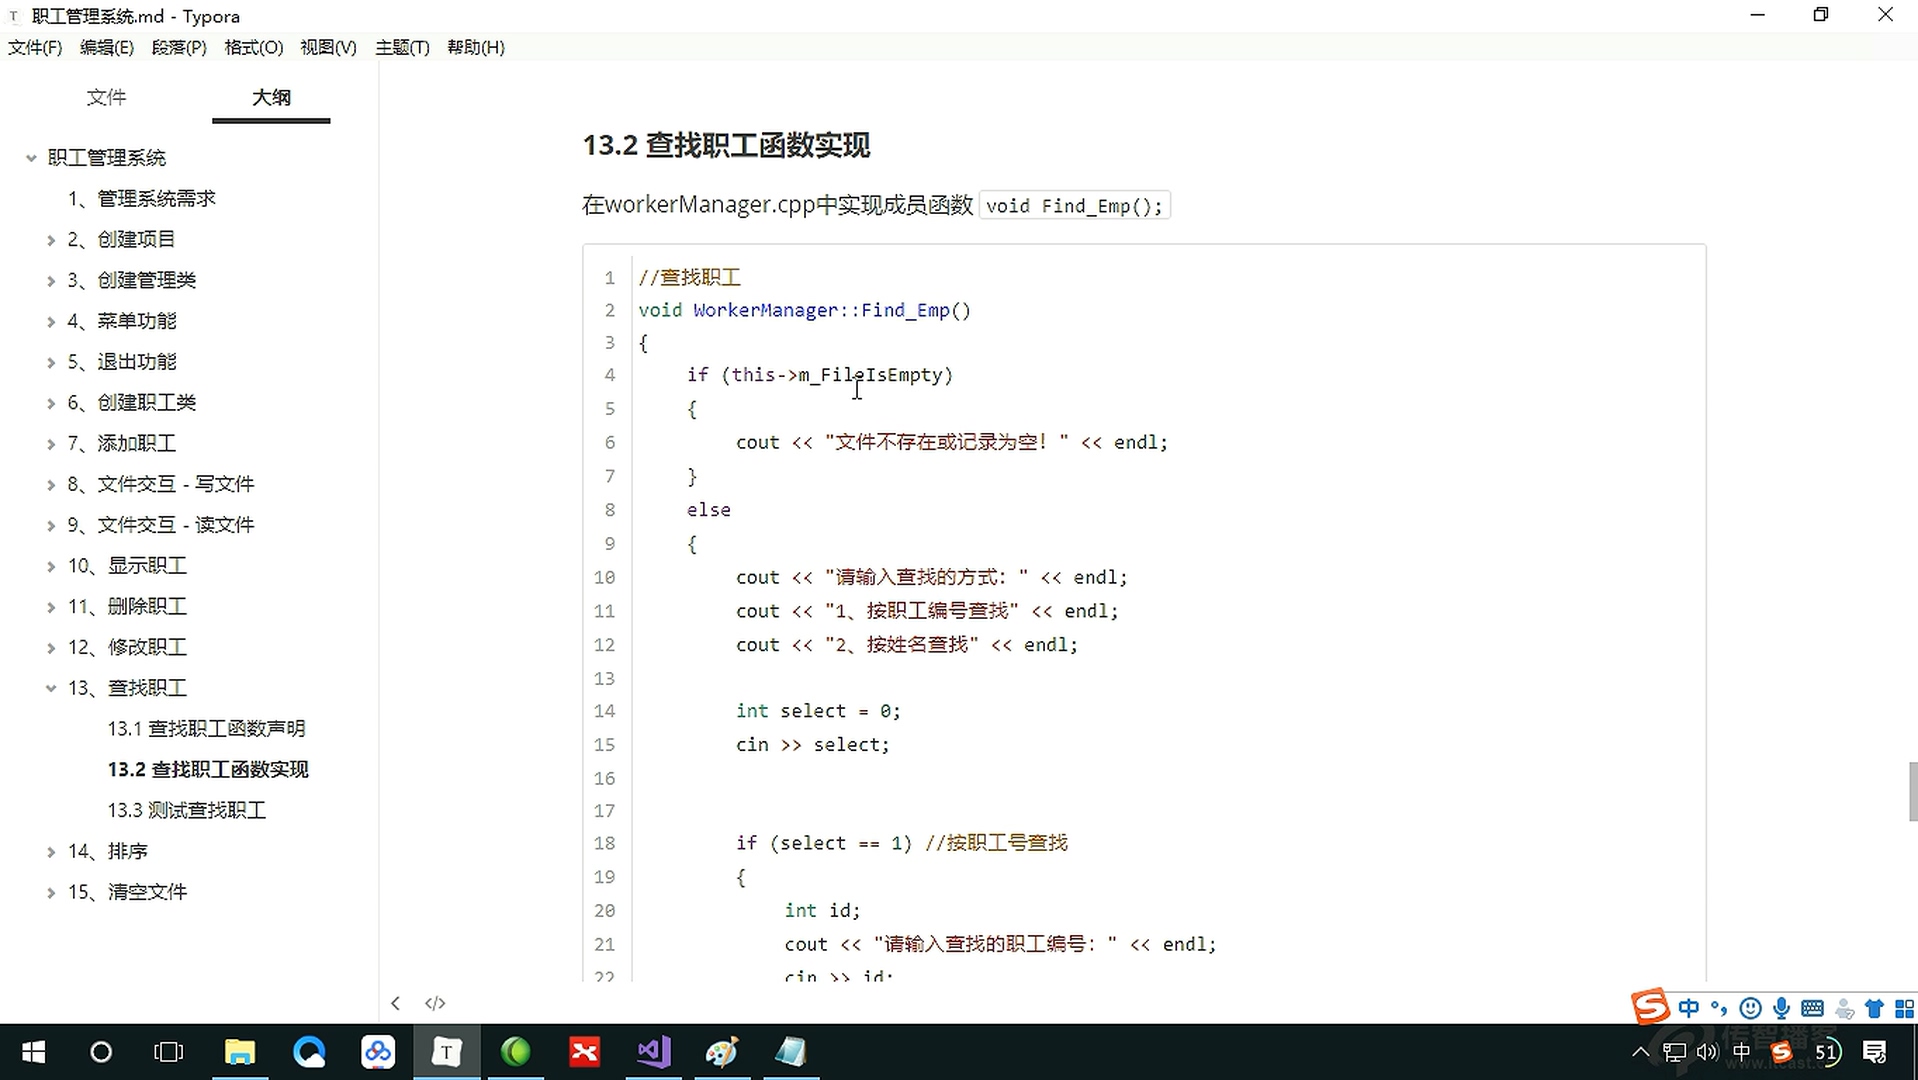 职工管理系统.md - Typora
文件(F) 编辑(E) 段落(P) 格式(O) 视图(V) 主题(T) 帮助(H)
文件 大纲
职工管理系统
1、管理系统需求
2、创建项目
3、创建管理类
4、菜单功能
5、退出功能
6、创建职工类
7、添加职工
8、文件交互 - 写文件
9、文件交互 - 读文件
10、显示职工
11、删除职工
12、修改职工
13、查找职工
13.1 查找职工函数声明
13.2 查找职工函数实现
13.3 测试查找职工
14、排序
15、清空文件
13.2 查找职工函数实现
在workerManager.cpp中实现成员函数 void Find_Emp();
1 //查找职工
2 void WorkerManager::Find_Emp()
3 {
4 if (this->m_FileIsEmpty)
5 {
6 cout << "文件不存在或记录为空！" << endl;
7 }
8 else
9 {
10 cout << "请输入查找的方式：" << endl;
11 cout << "1、按职工编号查找" << endl;
12 cout << "2、按姓名查找" << endl;
13
14 int select = 0;
15 cin >> select;
16
17
18 if (select == 1) //按职工号查找
19 {
20 int id;
21 cout << "请输入查找的职工编号：" << endl;
22 cin >> id;
中
中 51
传智播客
www.itcast.cn